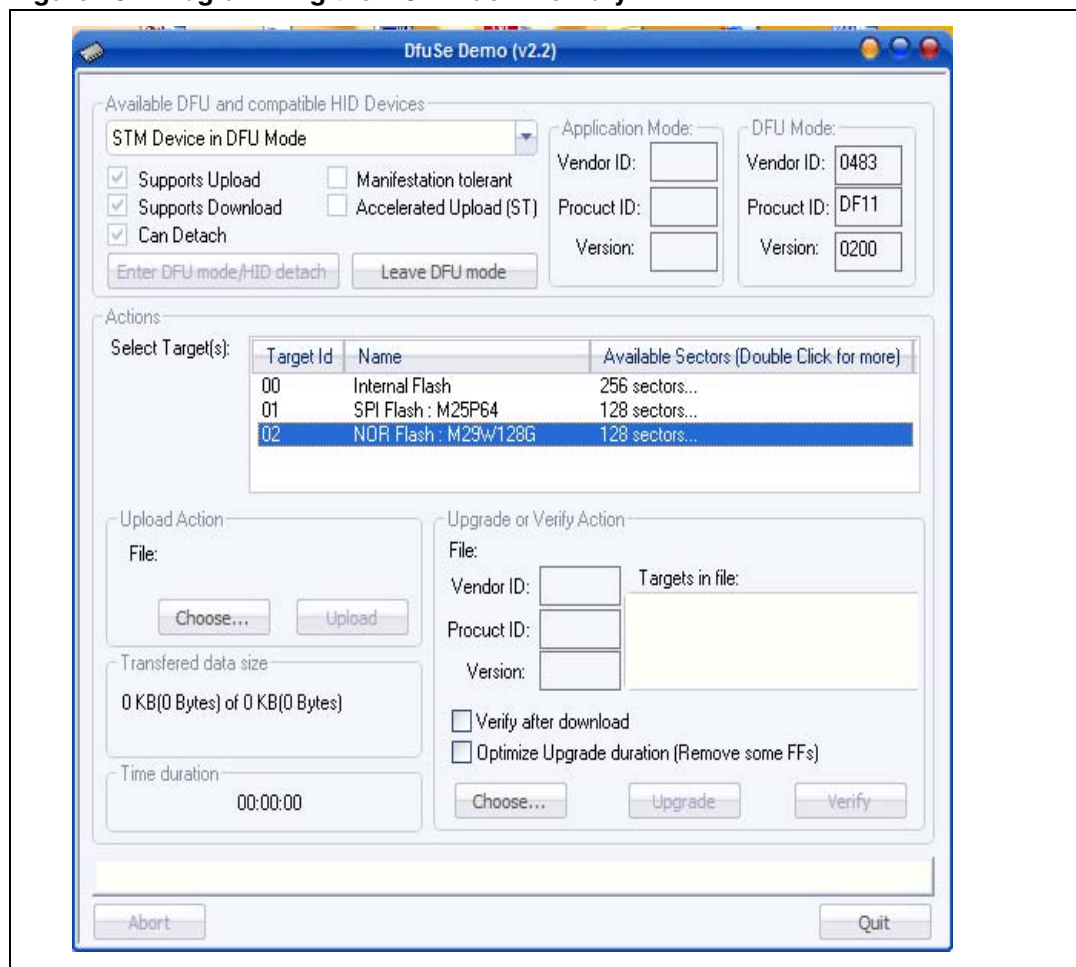 DfuSe Demo (v2.2)
Available DFU and compatible HID Devices
STM Device in DFU Mode
Supports Upload
Manifestation tolerant
Supports Download
Accelerated Upload (ST)
Can Detach
Enter DFU mode/HID detach
Leave DFU mode
Application Mode:
Vendor ID:
Procuct ID:
Version:
DFU Mode:
Vendor ID: 0483
Procuct ID: DF11
Version: 0200
Actions
Select Target(s):
Target Id Name Available Sectors (Double Click for more)
00 Internal Flash 256 sectors...
01 SPI Flash : M25P64 128 sectors...
02 NOR Flash : M29W128G 128 sectors...
Upload Action
File:
Choose... Upload
Transfered data size
0 KB(0 Bytes) of 0 KB(0 Bytes)
Time duration
00:00:00
Upgrade or Verify Action
File:
Vendor ID:
Procuct ID:
Version:
Targets in file:
Verify after download
Optimize Upgrade duration (Remove some FFs)
Choose... Upgrade Verify
Abort Quit